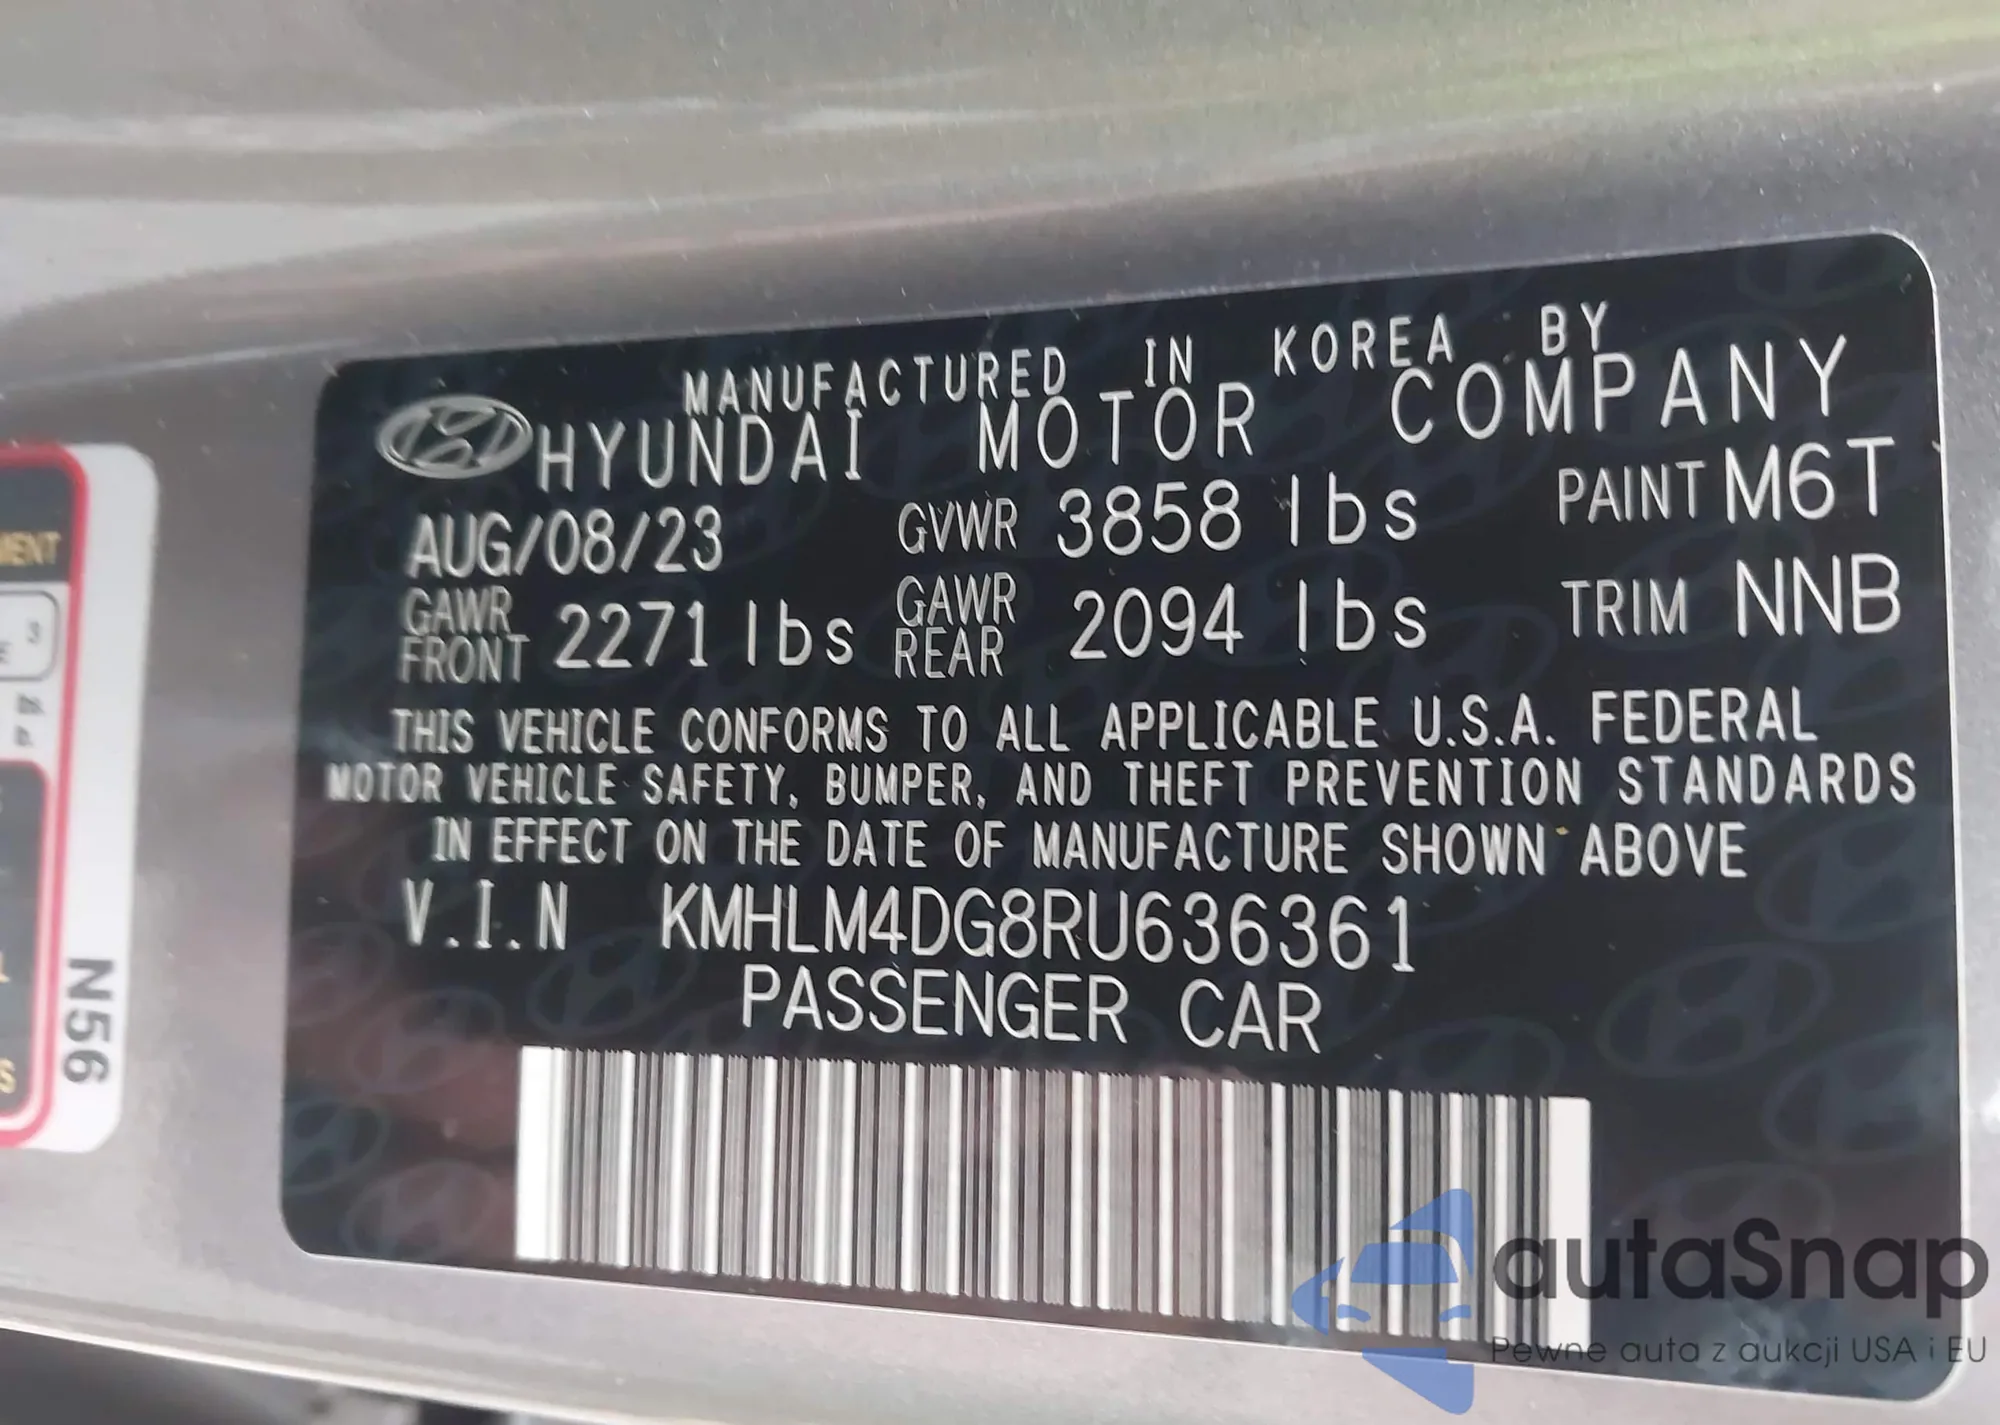 MANUFACTURED IN KOREA BY
HYUNDAI MOTOR COMPANY
AUG/08/23 GVWR 3858 lbs PAINT M6T
GAWR FRONT 2271 lbs GAWR REAR 2094 lbs TRIM NNB
THIS VEHICLE CONFORMS TO ALL APPLICABLE U.S.A. FEDERAL
MOTOR VEHICLE SAFETY, BUMPER, AND THEFT PREVENTION STANDARDS
IN EFFECT ON THE DATE OF MANUFACTURE SHOWN ABOVE
V.I.N KMHLM4DG8RU636361
PASSENGER CAR
MENT
3
N56
autaSnap
Pewne auta z aukcji USA i EU